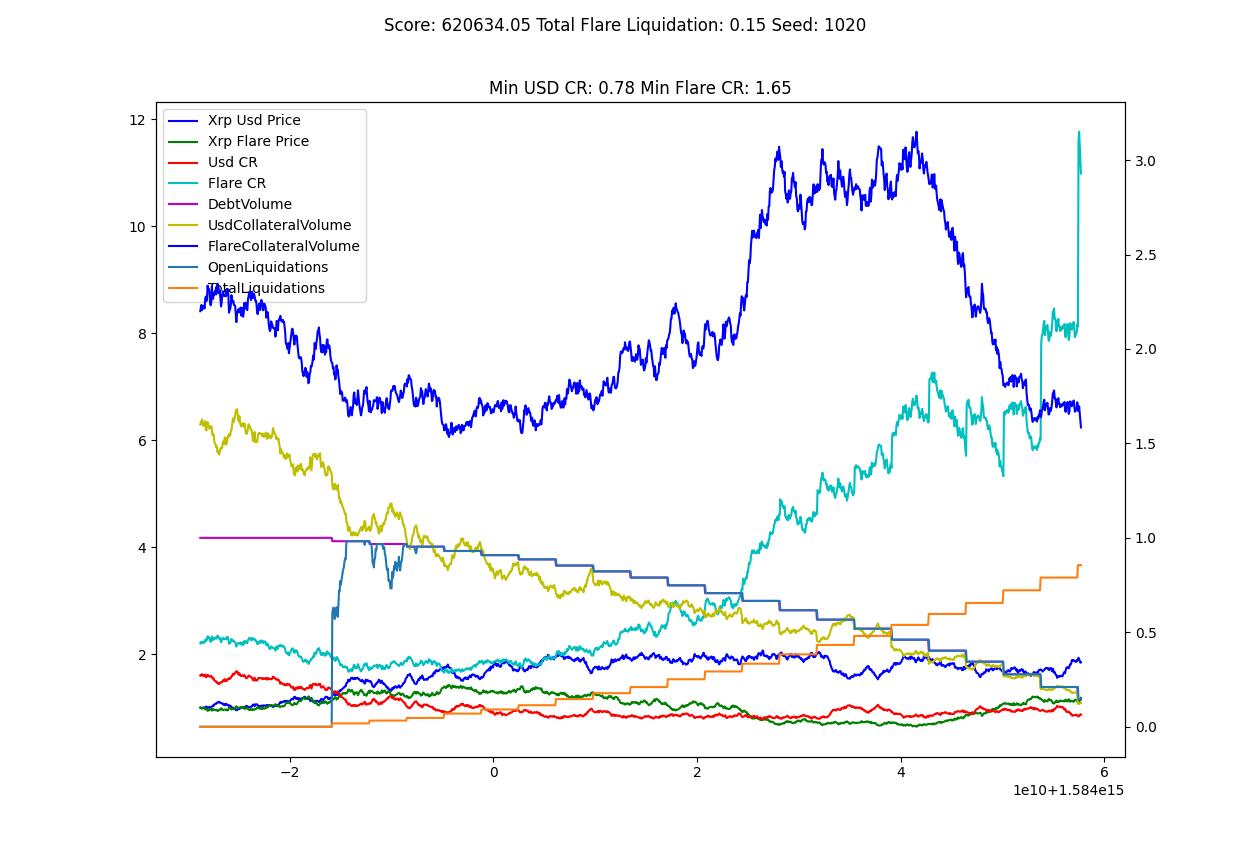 Score: 620634.05 Total Flare Liquidation: 0.15 Seed: 1020
Min USD CR: 0.78 Min Flare CR: 1.65
Xrp Usd Price
Xrp Flare Price
Usd CR
Flare CR
DebtVolume
UsdCollateralVolume
FlareCollateralVolume
OpenLiquidations
TotalLiquidations
12
10
8
6
4
2
3.0
2.5
2.0
1.5
1.0
0.5
0.0
−2 0 2 4 6
1e10+1.584e15